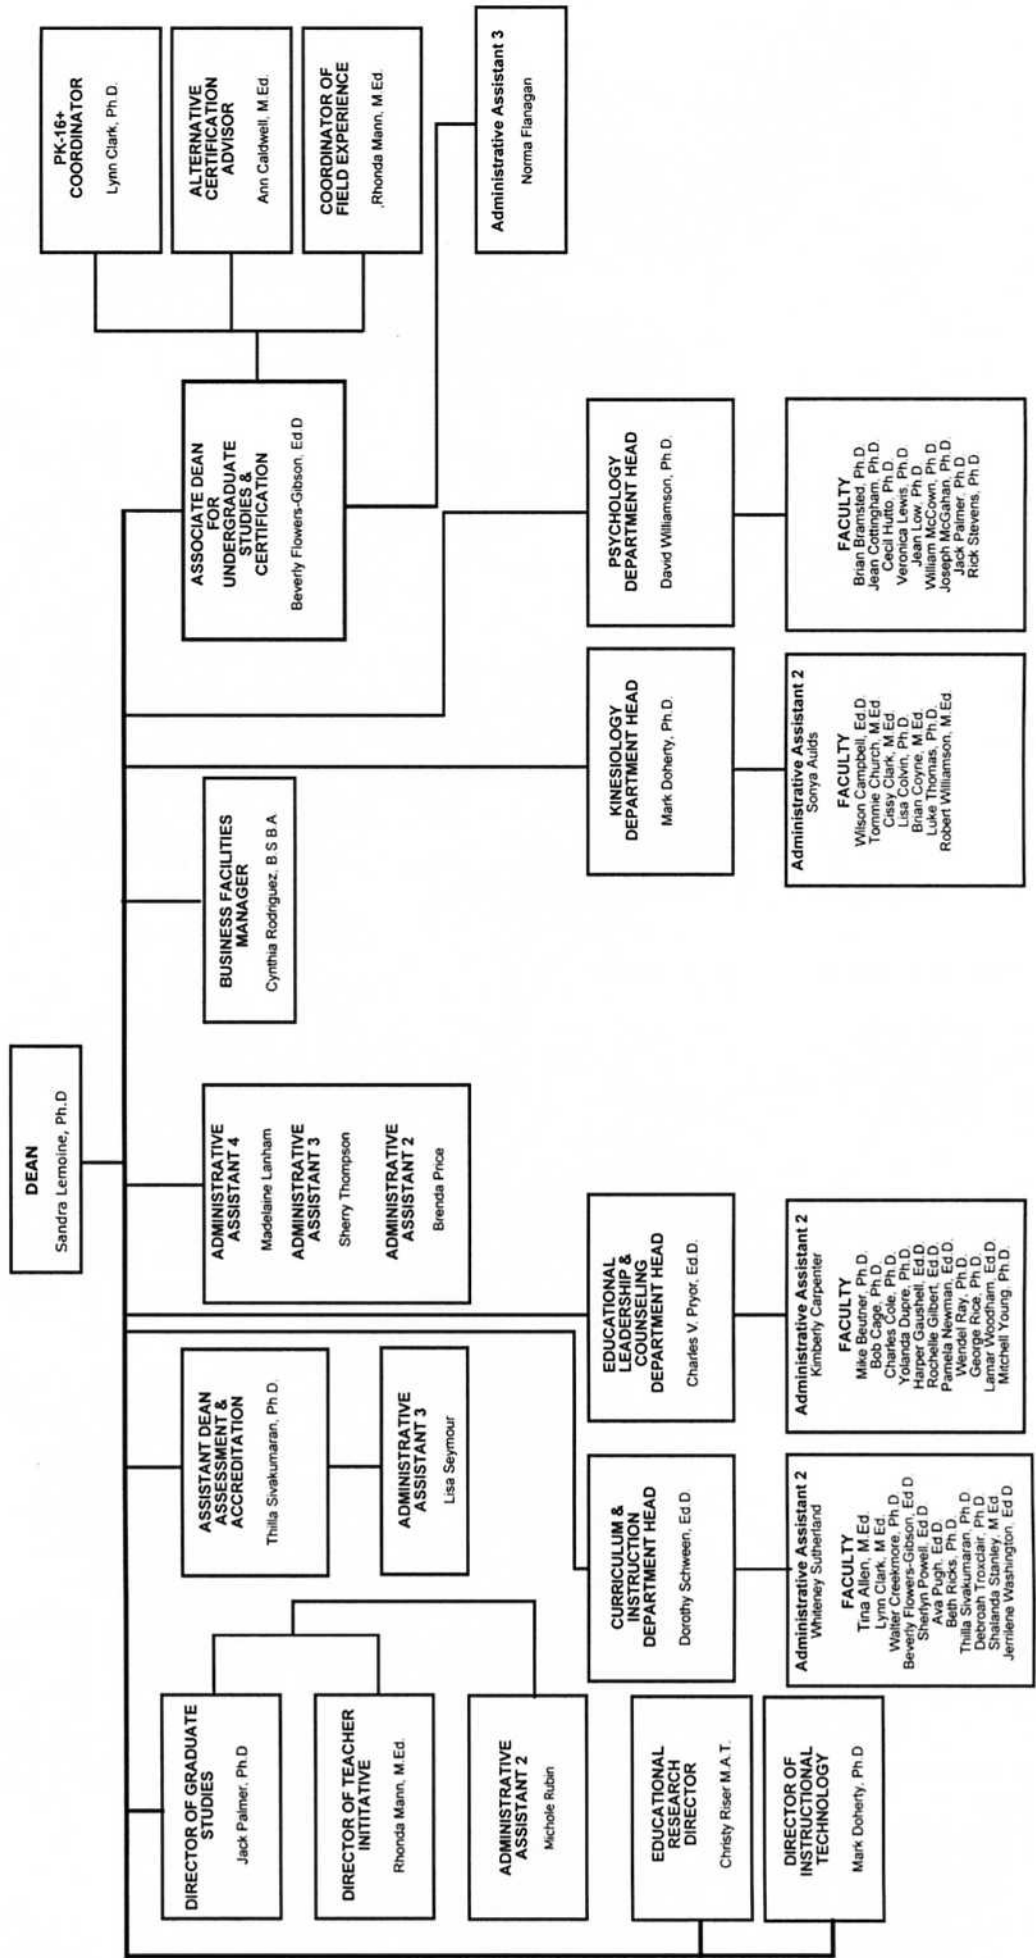 DEAN
Sandra Lemoine, Ph.D
DIRECTOR OF GRADUATE
STUDIES
Jack Palmer, Ph.D
DIRECTOR OF TEACHER
INITITATIVE
Rhonda Mann, M.Ed.
ADMINISTRATIVE
ASSISTANT 2
Michole Rubin
EDUCATIONAL
RESEARCH
DIRECTOR
Christy Riser M.A.T.
DIRECTOR OF
INSTRUCTIONAL
TECHNOLOGY
Mark Doherty, Ph D
ASSISTANT DEAN
ASSESSMENT &
ACCREDITATION
Thilla Sivakumaran, Ph D.
ADMINISTRATIVE
ASSISTANT 3
Lisa Seymour
ADMINISTRATIVE
ASSISTANT 4
Madelaine Lanham
ADMINISTRATIVE
ASSISTANT 3
Sherry Thompson
ADMINISTRATIVE
ASSISTANT 2
Brenda Price
BUSINESS FACILITIES
MANAGER
Cynthia Rodriguez, B.S B.A
ASSOCIATE DEAN
FOR
UNDERGRADUATE
STUDIES &
CERTIFICATION
Beverly Flowers-Gibson, Ed.D
PK-16+
COORDINATOR
Lynn Clark, Ph D.
ALTERNATIVE
CERTIFICATION
ADVISOR
Ann Caldwell, M.Ed.
COORDINATOR OF
FIELD EXPERIENCE
,Rhonda Mann, M.Ed.
Administrative Assistant 3
Norma Flanagan
CURRICULUM &
INSTRUCTION
DEPARTMENT HEAD
Dorothy Schween, Ed D
Administrative Assistant 2
Whiteney Sutherland
FACULTY
Tina Allen, M.Ed.
Lynn Clark, M Ed.
Walter Creekmore, Ph.D
Beverly Flowers-Gibson, Ed D
Sherlyn Powell, Ed D
Ava Pugh, Ed D.
Beth Ricks, Ph D.
Thilla Sivakumaran, Ph D
Debroah Troxclair, Ph D
Shalanda Stanley, M Ed
Jerrilene Washington, Ed D
EDUCATIONAL
LEADERSHIP &
COUNSELING
DEPARTMENT HEAD
Charles V. Pryor, Ed.D.
Administrative Assistant 2
Kimberly Carpenter
FACULTY
Mike Beutner, Ph D.
Bob Cage, Ph.D.
Charles Cole, Ph D.
Yolanda Dupre, Ph.D.
Harper Gaushell, Ed.D
Rochelle Gilbert, Ed.D.
Pamela Newman, Ed.D.
Wendel Ray, Ph.D.
George Rice, Ph.D.
Lamar Woodham, Ed.D.
Mitchell Young, Ph.D.
KINESIOLOGY
DEPARTMENT HEAD
Mark Doherty, Ph.D.
Administrative Assistant 2
Sonya Aulds
FACULTY
Wilson Campbell, Ed.D.
Tommie Church, M.Ed
Cissy Clark, M.Ed.
Lisa Colvin, Ph.D.
Brian Coyne, M.Ed.
Luke Thomas, Ph.D.
Robert Williamson, M.Ed
PSYCHOLOGY
DEPARTMENT HEAD
David Williamson, Ph D.
FACULTY
Brian Bramsted, Ph.D.
Jean Cottingham, Ph.D.
Cecil Hutto, Ph D.
Veronica Lewis, Ph.D
Jean Low, Ph D
William McCown, Ph D
Joseph McGahan, Ph D
Jack Palmer, Ph D.
Rick Stevens, Ph D